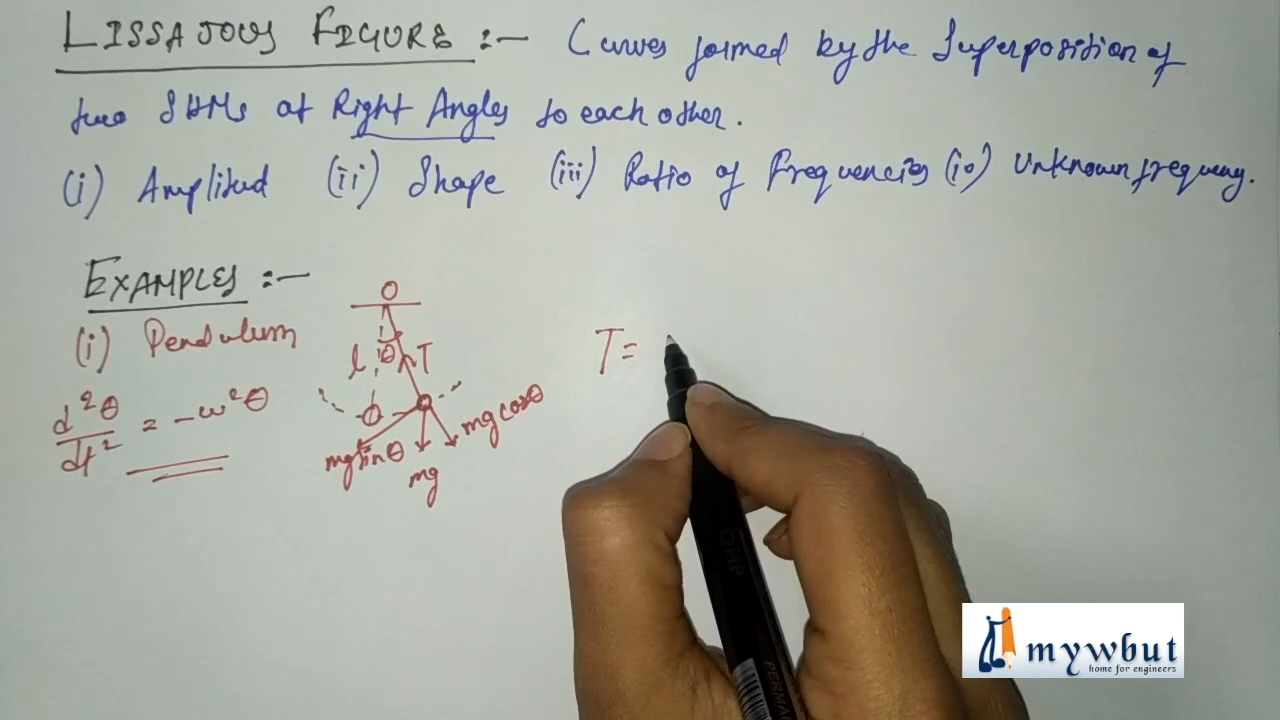 LISSAJOUS FIGURE :- Curves formed by the Superposition of
two SHMs at Right Angles to each other.
(i) Amplitud (ii) Shape (iii) Ratio of Frequencies (iv) Unknown frequency.
EXAMPLES :-
(i) Pendulum
O
l θ T
d²θ/dt² = -ω²θ
mg sinθ mg mg cosθ
T =
OHP
PERMA
mywbut
home for engineers